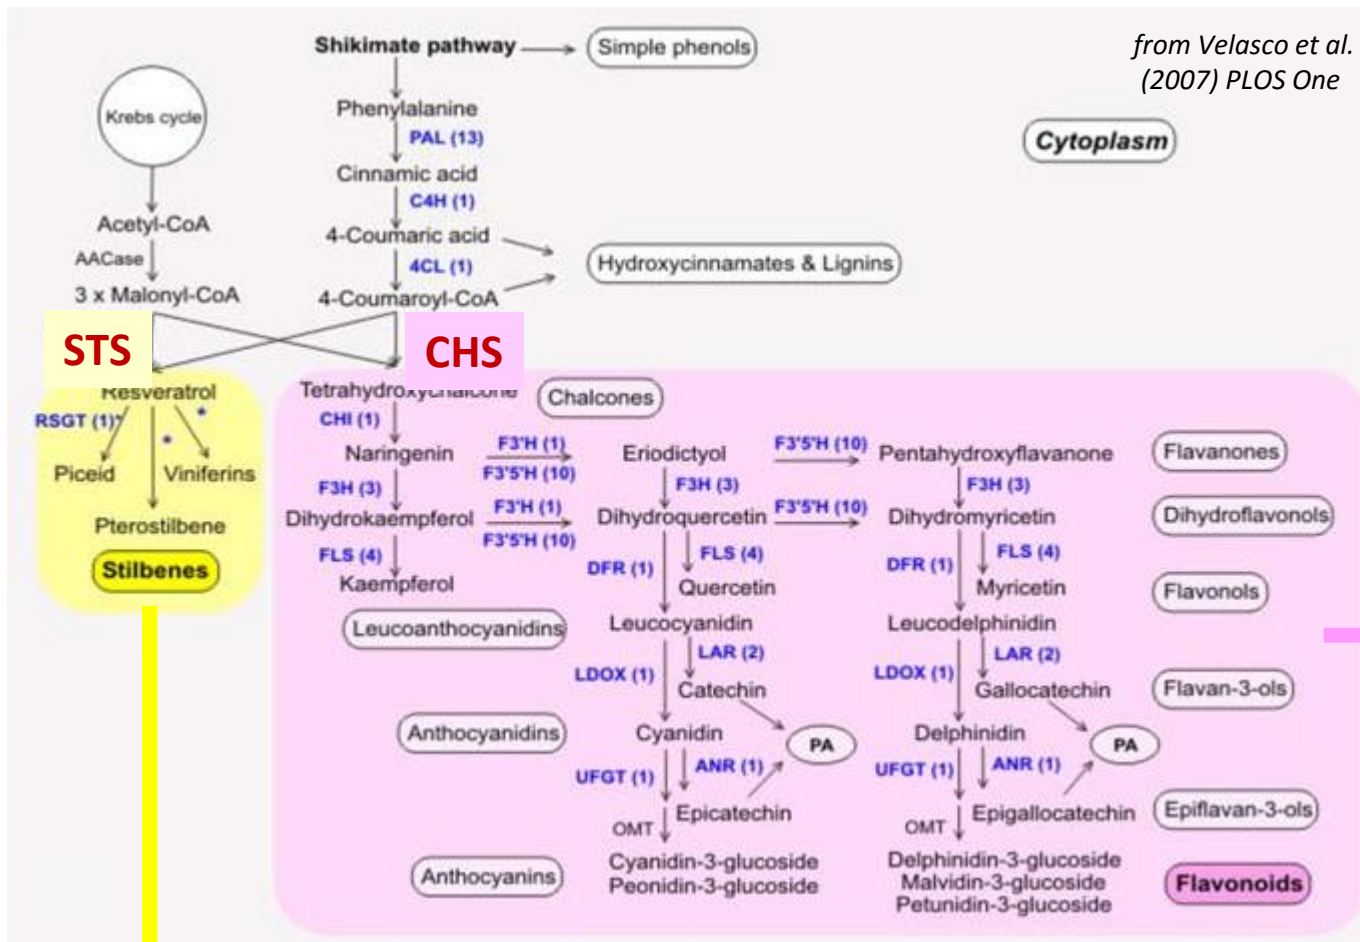 Shikimate pathway
Simple phenols
from Velasco et al.
(2007) PLOS One
Krebs cycle
Phenylalanine
PAL (13)
Cytoplasm
Cinnamic acid
C4H (1)
Acetyl-CoA
4-Coumaric acid
AACase
4CL (1)
Hydroxycinnamates & Lignins
3 x Malonyl-CoA
4-Coumaroyl-CoA
STS
CHS
Resveratrol
Tetrahydroxychalcone
Chalcones
RSGT (1)*
*
*
CHI (1)
Naringenin
F3'H (1)
F3'5'H (10)
Eriodictyol
F3'5'H (10)
Pentahydroxyflavanone
Flavanones
Piceid
Viniferins
F3H (3)
F3H (3)
F3H (3)
Pterostilbene
Dihydrokaempferol
F3'H (1)
F3'5'H (10)
Dihydroquercetin
F3'5'H (10)
Dihydromyricetin
Dihydroflavonols
Stilbenes
FLS (4)
DFR (1)
FLS (4)
DFR (1)
FLS (4)
Kaempferol
Quercetin
Myricetin
Flavonols
Leucoanthocyanidins
Leucocyanidin
Leucodelphinidin
LDOX (1)
LAR (2)
LDOX (1)
LAR (2)
Catechin
Gallocatechin
Flavan-3-ols
Anthocyanidins
Cyanidin
PA
Delphinidin
PA
UFGT (1)
ANR (1)
UFGT (1)
ANR (1)
Epicatechin
Epigallocatechin
Epiflavan-3-ols
OMT
OMT
Anthocyanins
Cyanidin-3-glucoside
Peonidin-3-glucoside
Delphinidin-3-glucoside
Malvidin-3-glucoside
Petunidin-3-glucoside
Flavonoids